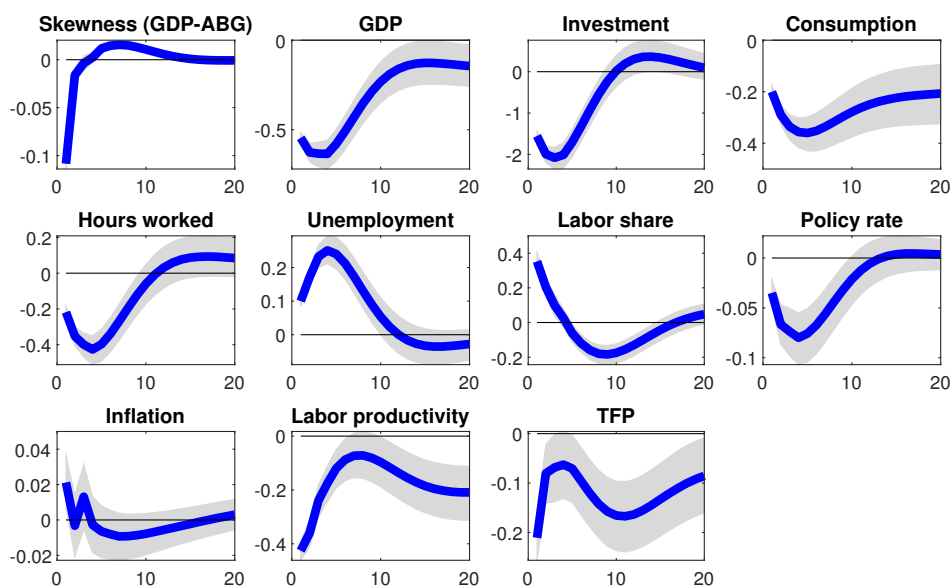 Skewness (GDP-ABG)
0
-0.05
-0.1
0 10 20
GDP
0
-0.5
0 10 20
Investment
0
-2
0 10 20
Consumption
0
-0.2
-0.4
0 10 20
Hours worked
0.2
0
-0.2
-0.4
0 10 20
Unemployment
0.2
0.1
0
0 10 20
Labor share
0.4
0.2
0
-0.2
0 10 20
Policy rate
0
-0.05
-0.1
0 10 20
Inflation
0.04
0.02
0
-0.02
0 10 20
Labor productivity
0
-0.2
-0.4
0 10 20
TFP
0
-0.1
-0.2
0 10 20